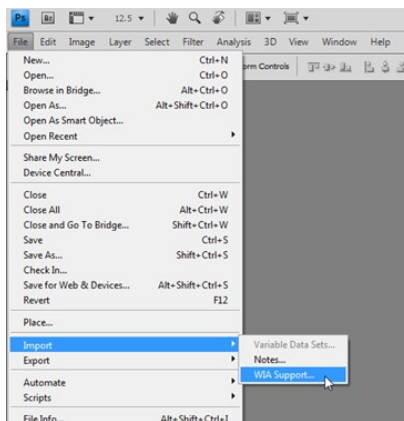 Ps Br 12.5
File Edit Image Layer Select Filter Analysis 3D View Window Help
New... Ctrl+N
orm Controls
Open... Ctrl+O
Browse in Bridge... Alt+Ctrl+O
Open As... Alt+Shift+Ctrl+O
Open As Smart Object...
Open Recent
Share My Screen...
Device Central...
Close Ctrl+W
Close All Alt+Ctrl+W
Close and Go To Bridge... Shift+Ctrl+W
Save Ctrl+S
Save As... Shift+Ctrl+S
Check In...
Save for Web & Devices... Alt+Shift+Ctrl+S
Revert F12
Place...
Import
Variable Data Sets...
Export
Notes...
WIA Support...
Automate
Scripts
File Info... Alt+Shift+Ctrl+I